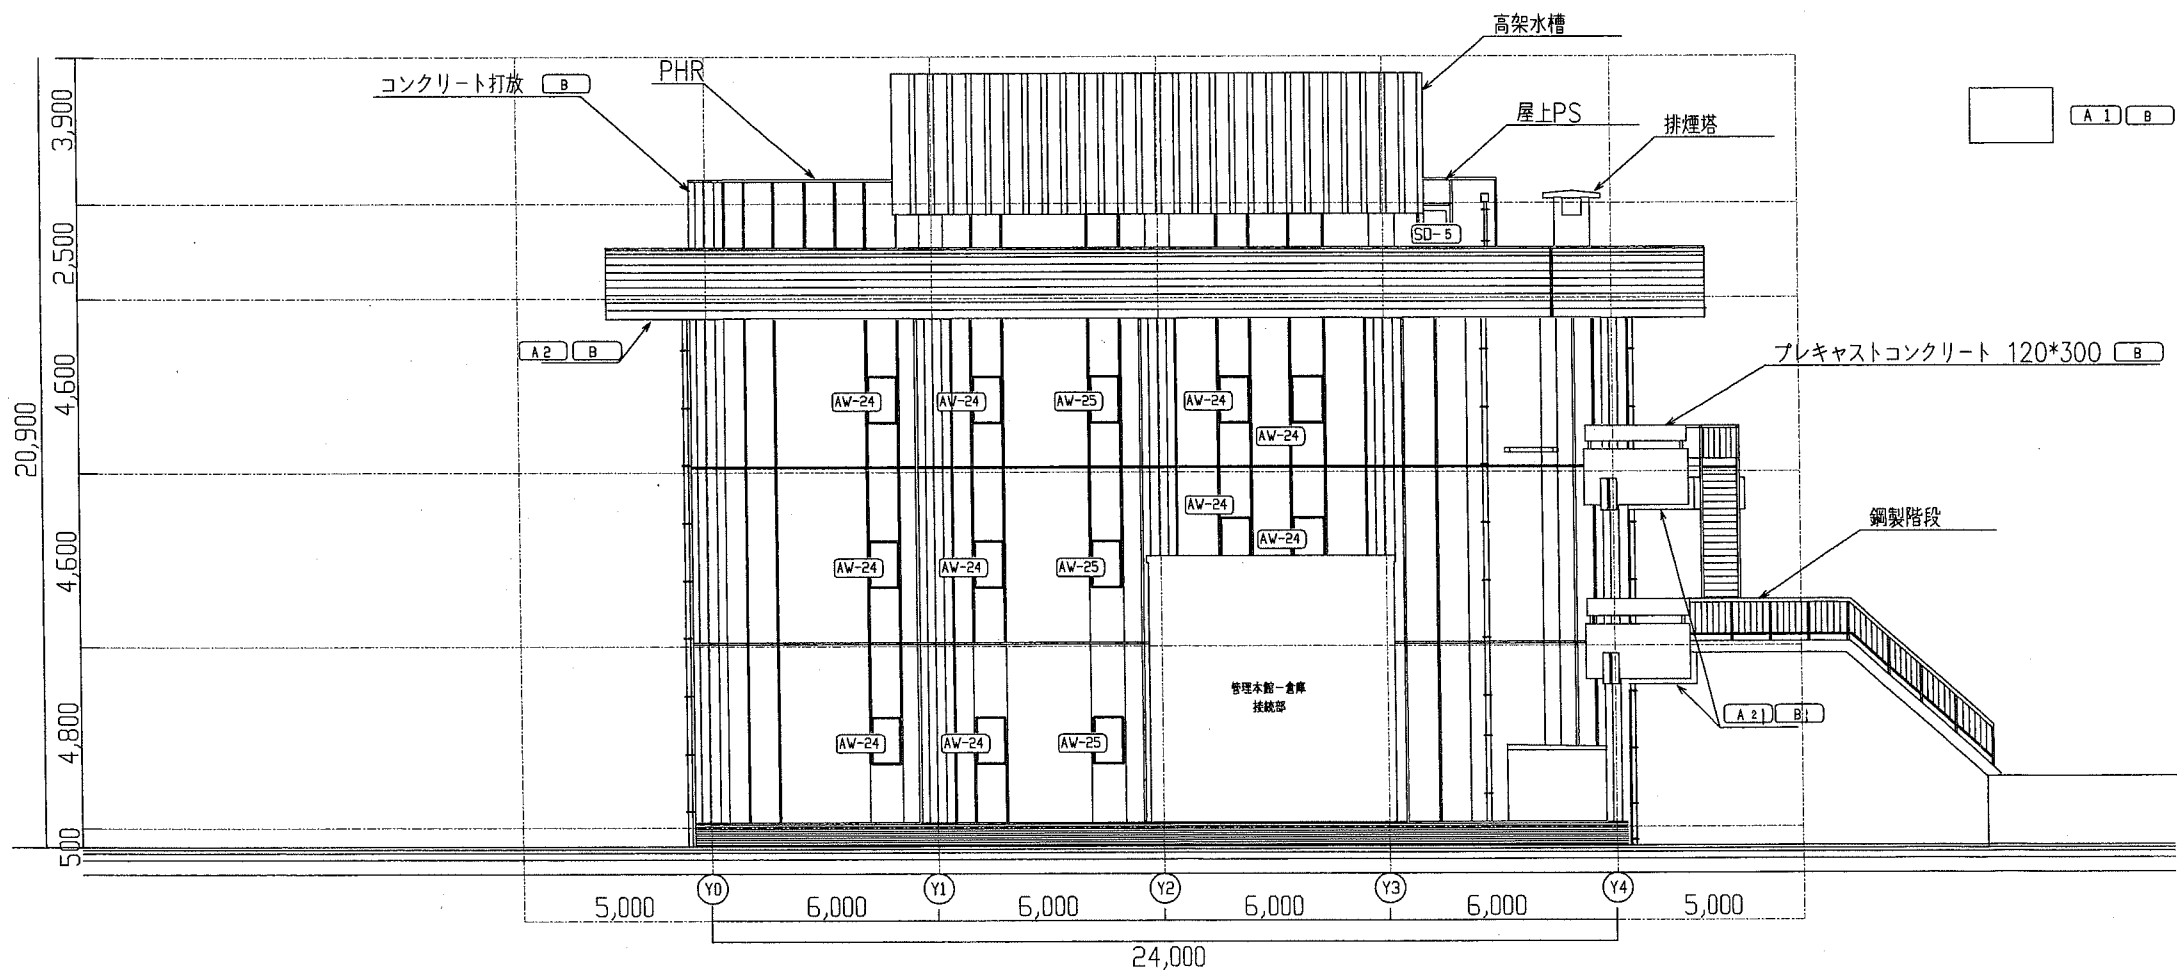 高架水槽
PHR
コンクリート打放 B
屋上PS
排煙塔
A 1 B
3,900
SD-5
2,500
A 2 B
プレキャストコンクリート 120*300 B
4,600
20,900
AW-24
AW-24
AW-25
AW-24
AW-24
AW-24
AW-24
鋼製階段
4,600
AW-24
AW-24
AW-25
管理本館-倉庫
接続部
A 2 B
4,800
AW-24
AW-24
AW-25
500
Y0
Y1
Y2
Y3
Y4
5,000
6,000
6,000
6,000
6,000
5,000
24,000